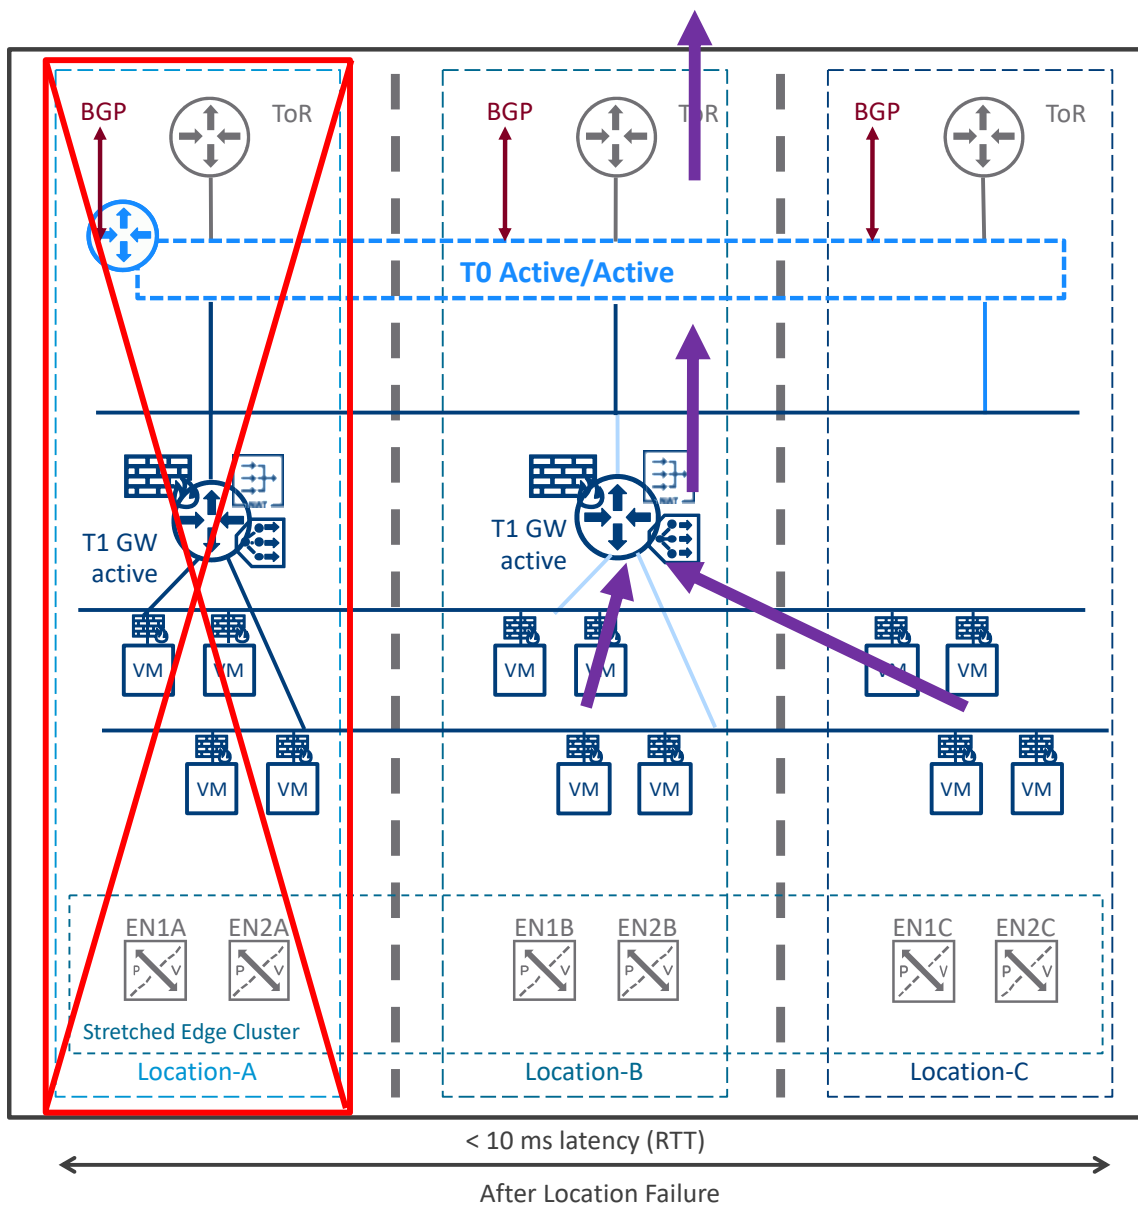 BGP
ToR
BGP
ToR
BGP
ToR
T0 Active/Active
NAT
NAT
T1 GW
active
T1 GW
active
VM
VM
VM
VM
VM
VM
VM
VM
VM
VM
VM
VM
EN1A
EN2A
EN1B
EN2B
EN1C
EN2C
P
V
P
V
P
V
P
V
P
V
P
V
Stretched Edge Cluster
Location-A
Location-B
Location-C
< 10 ms latency (RTT)
After Location Failure